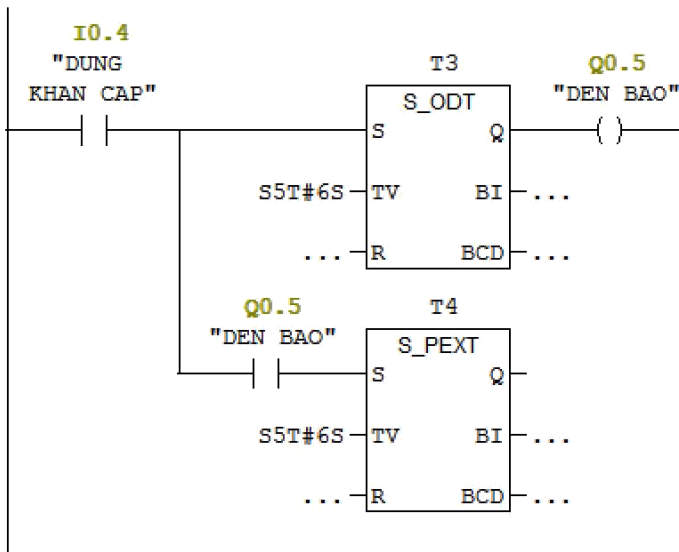 I0.4
"DUNG
KHAN CAP"
T3
Q0.5
"DEN BAO"
S_ODT
S
Q
S5T#6S
TV
BI
...
...
R
BCD
...
Q0.5
"DEN BAO"
T4
S_PEXT
S
Q
S5T#6S
TV
BI
...
...
R
BCD
...